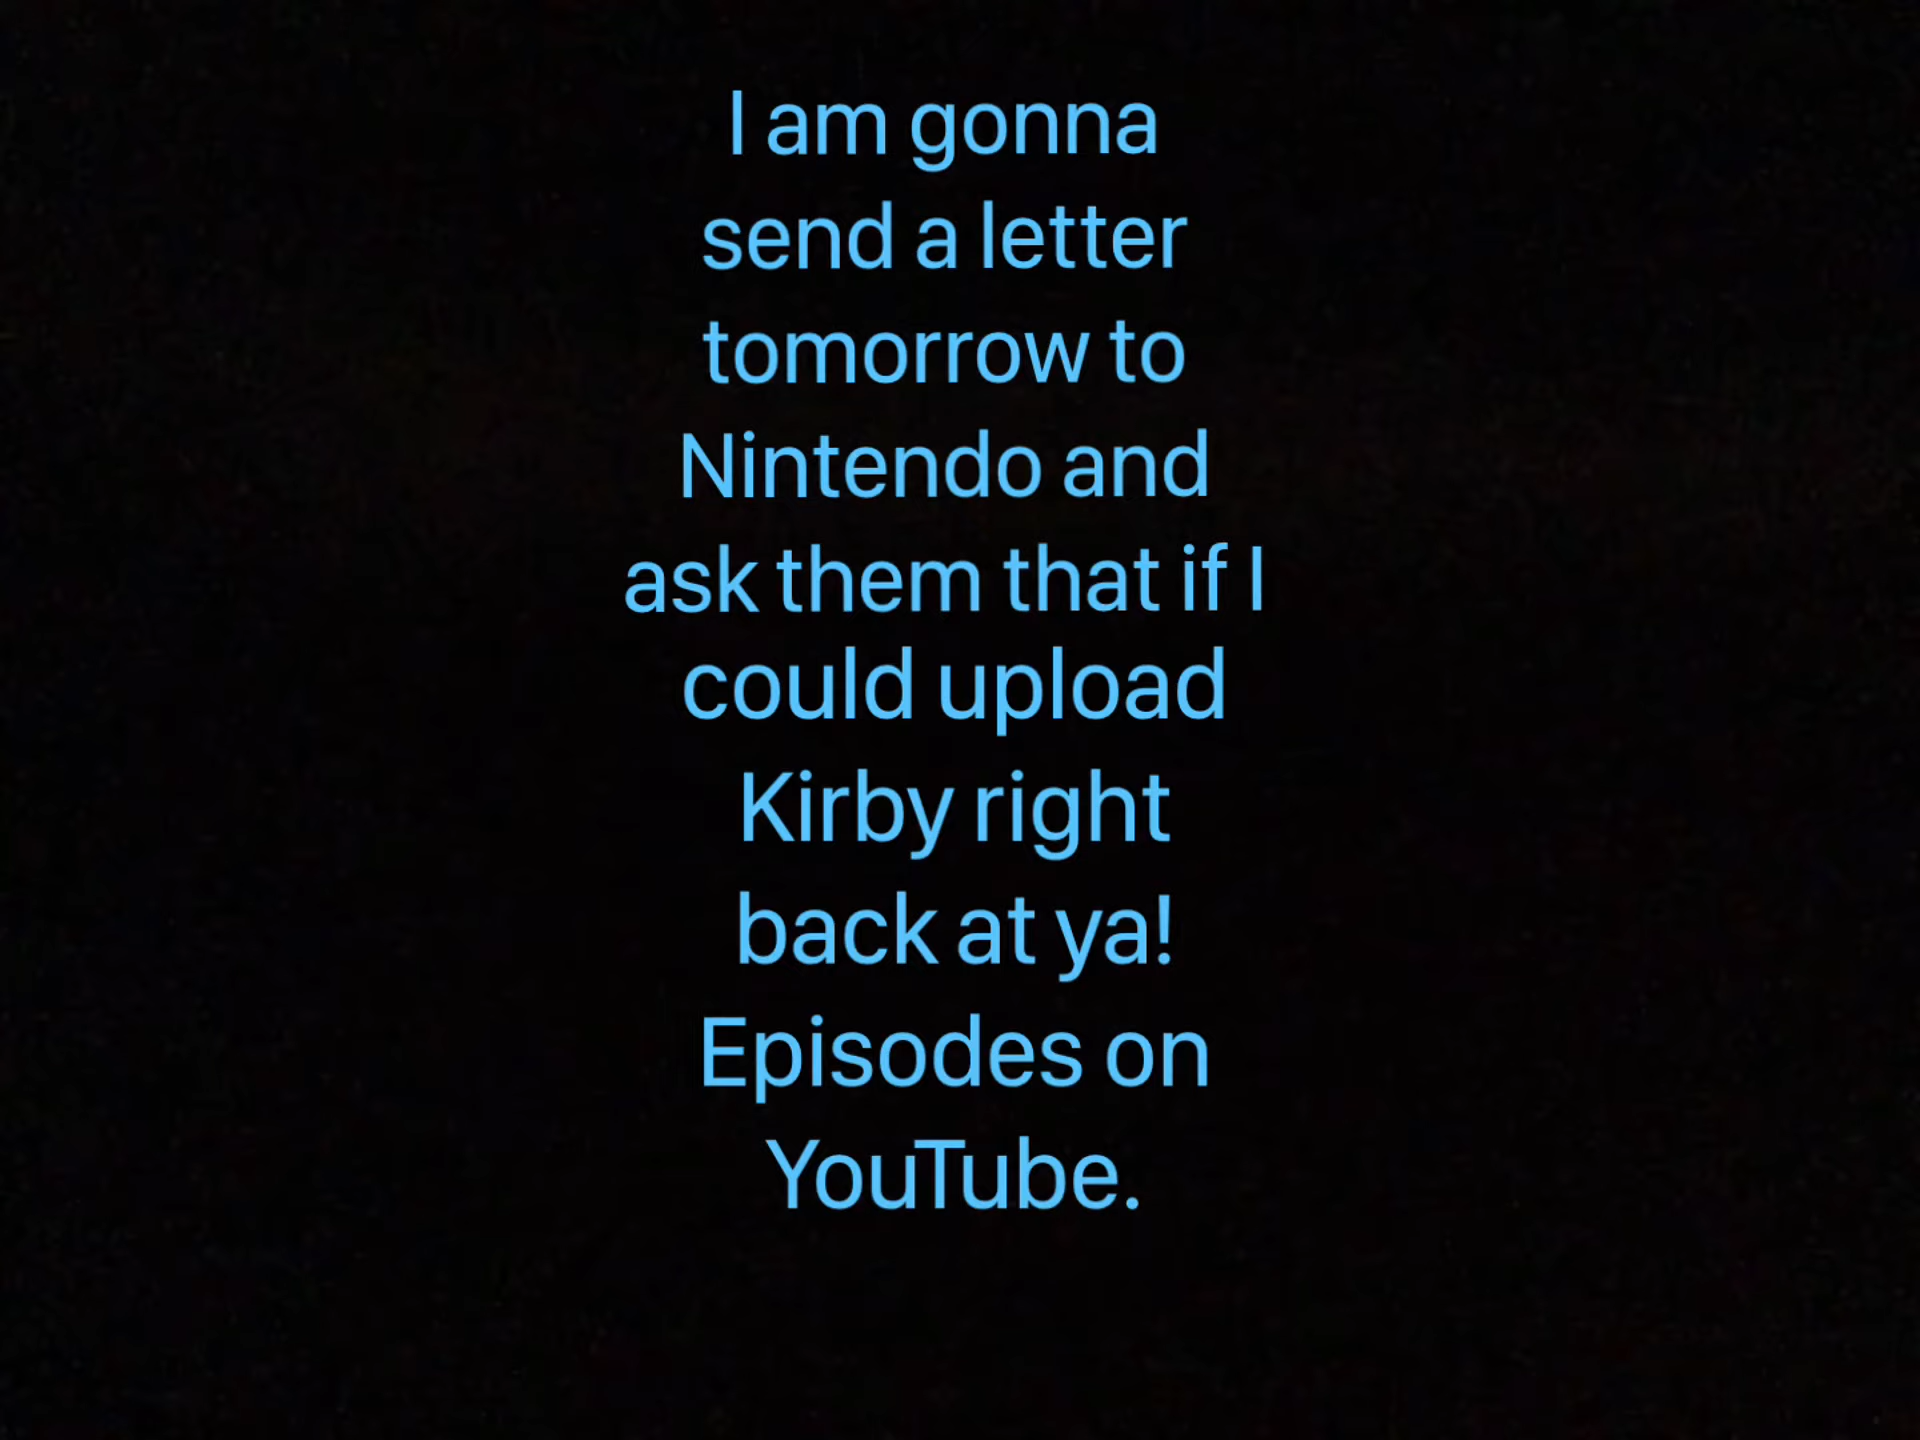 I am gonna
send a letter
tomorrow to
Nintendo and
ask them that if I
could upload
Kirby right
back at ya!
Episodes on
YouTube.